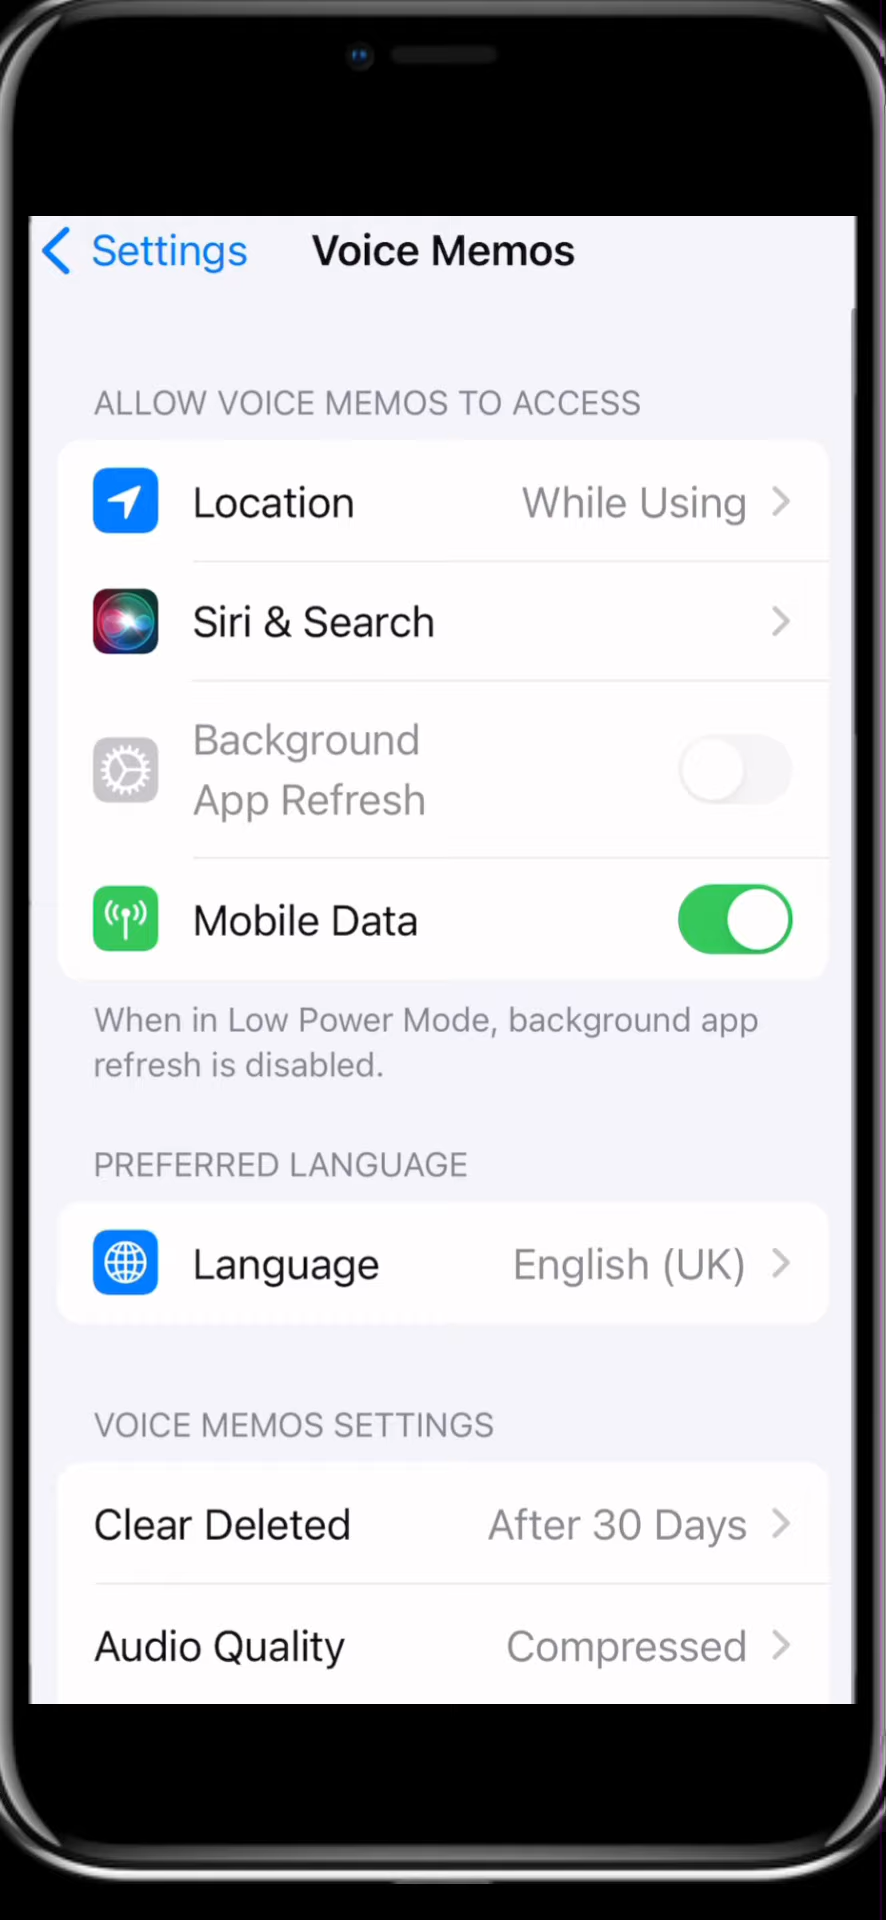 Settings Voice Memos
ALLOW VOICE MEMOS TO ACCESS
Location While Using
Siri & Search
Background
App Refresh
Mobile Data
When in Low Power Mode, background app
refresh is disabled.
PREFERRED LANGUAGE
Language English (UK)
VOICE MEMOS SETTINGS
Clear Deleted After 30 Days
Audio Quality Compressed